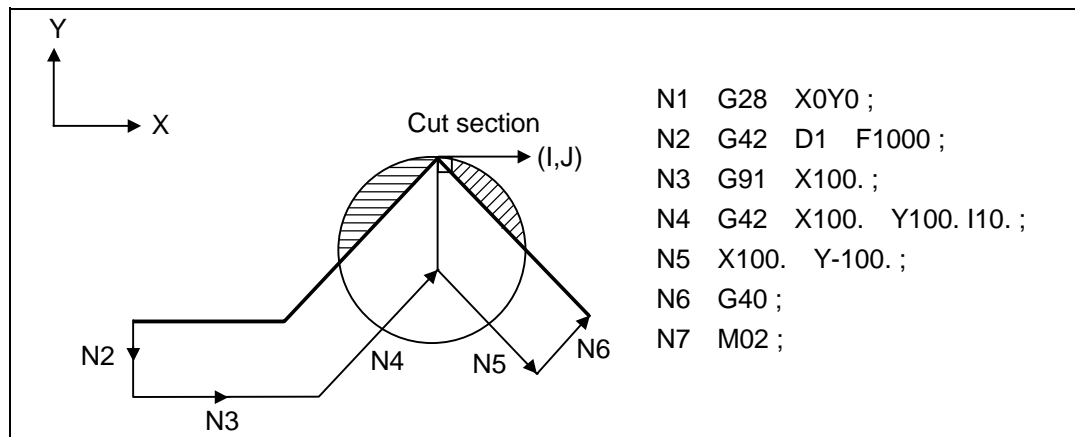 Y
X
Cut section
(I,J)
N2
N3
N4
N5
N6
N1 G28 X0Y0 ;
N2 G42 D1 F1000 ;
N3 G91 X100. ;
N4 G42 X100. Y100. I10. ;
N5 X100. Y-100. ;
N6 G40 ;
N7 M02 ;